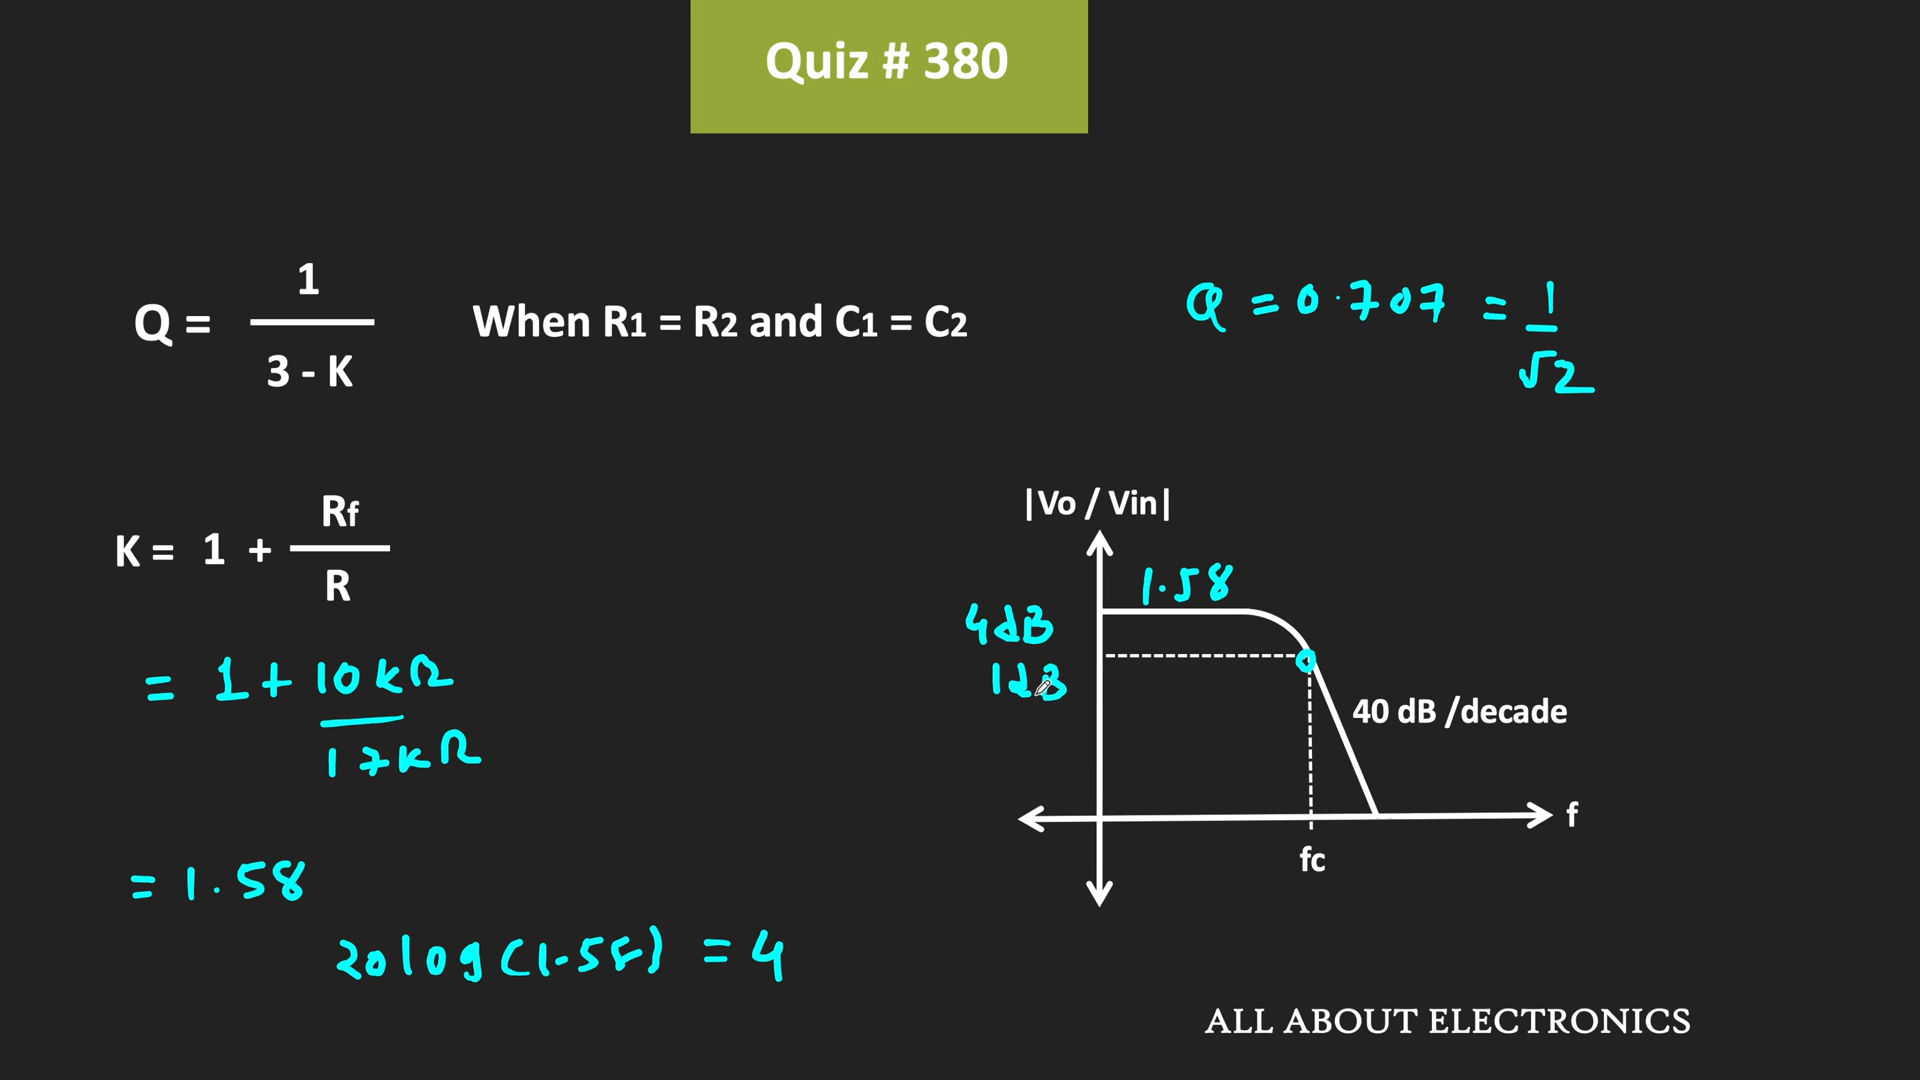 Quiz # 380
Q = 1 / 3 - K
When R1 = R2 and C1 = C2
Q = 0.707 = 1 / √2
K = 1 + Rf / R
= 1 + 10kΩ / 17kΩ
= 1.58
20log(1.58) = 4
|Vo / Vin|
1.58
4dB
1dB
40 dB /decade
f
fc
ALL ABOUT ELECTRONICS